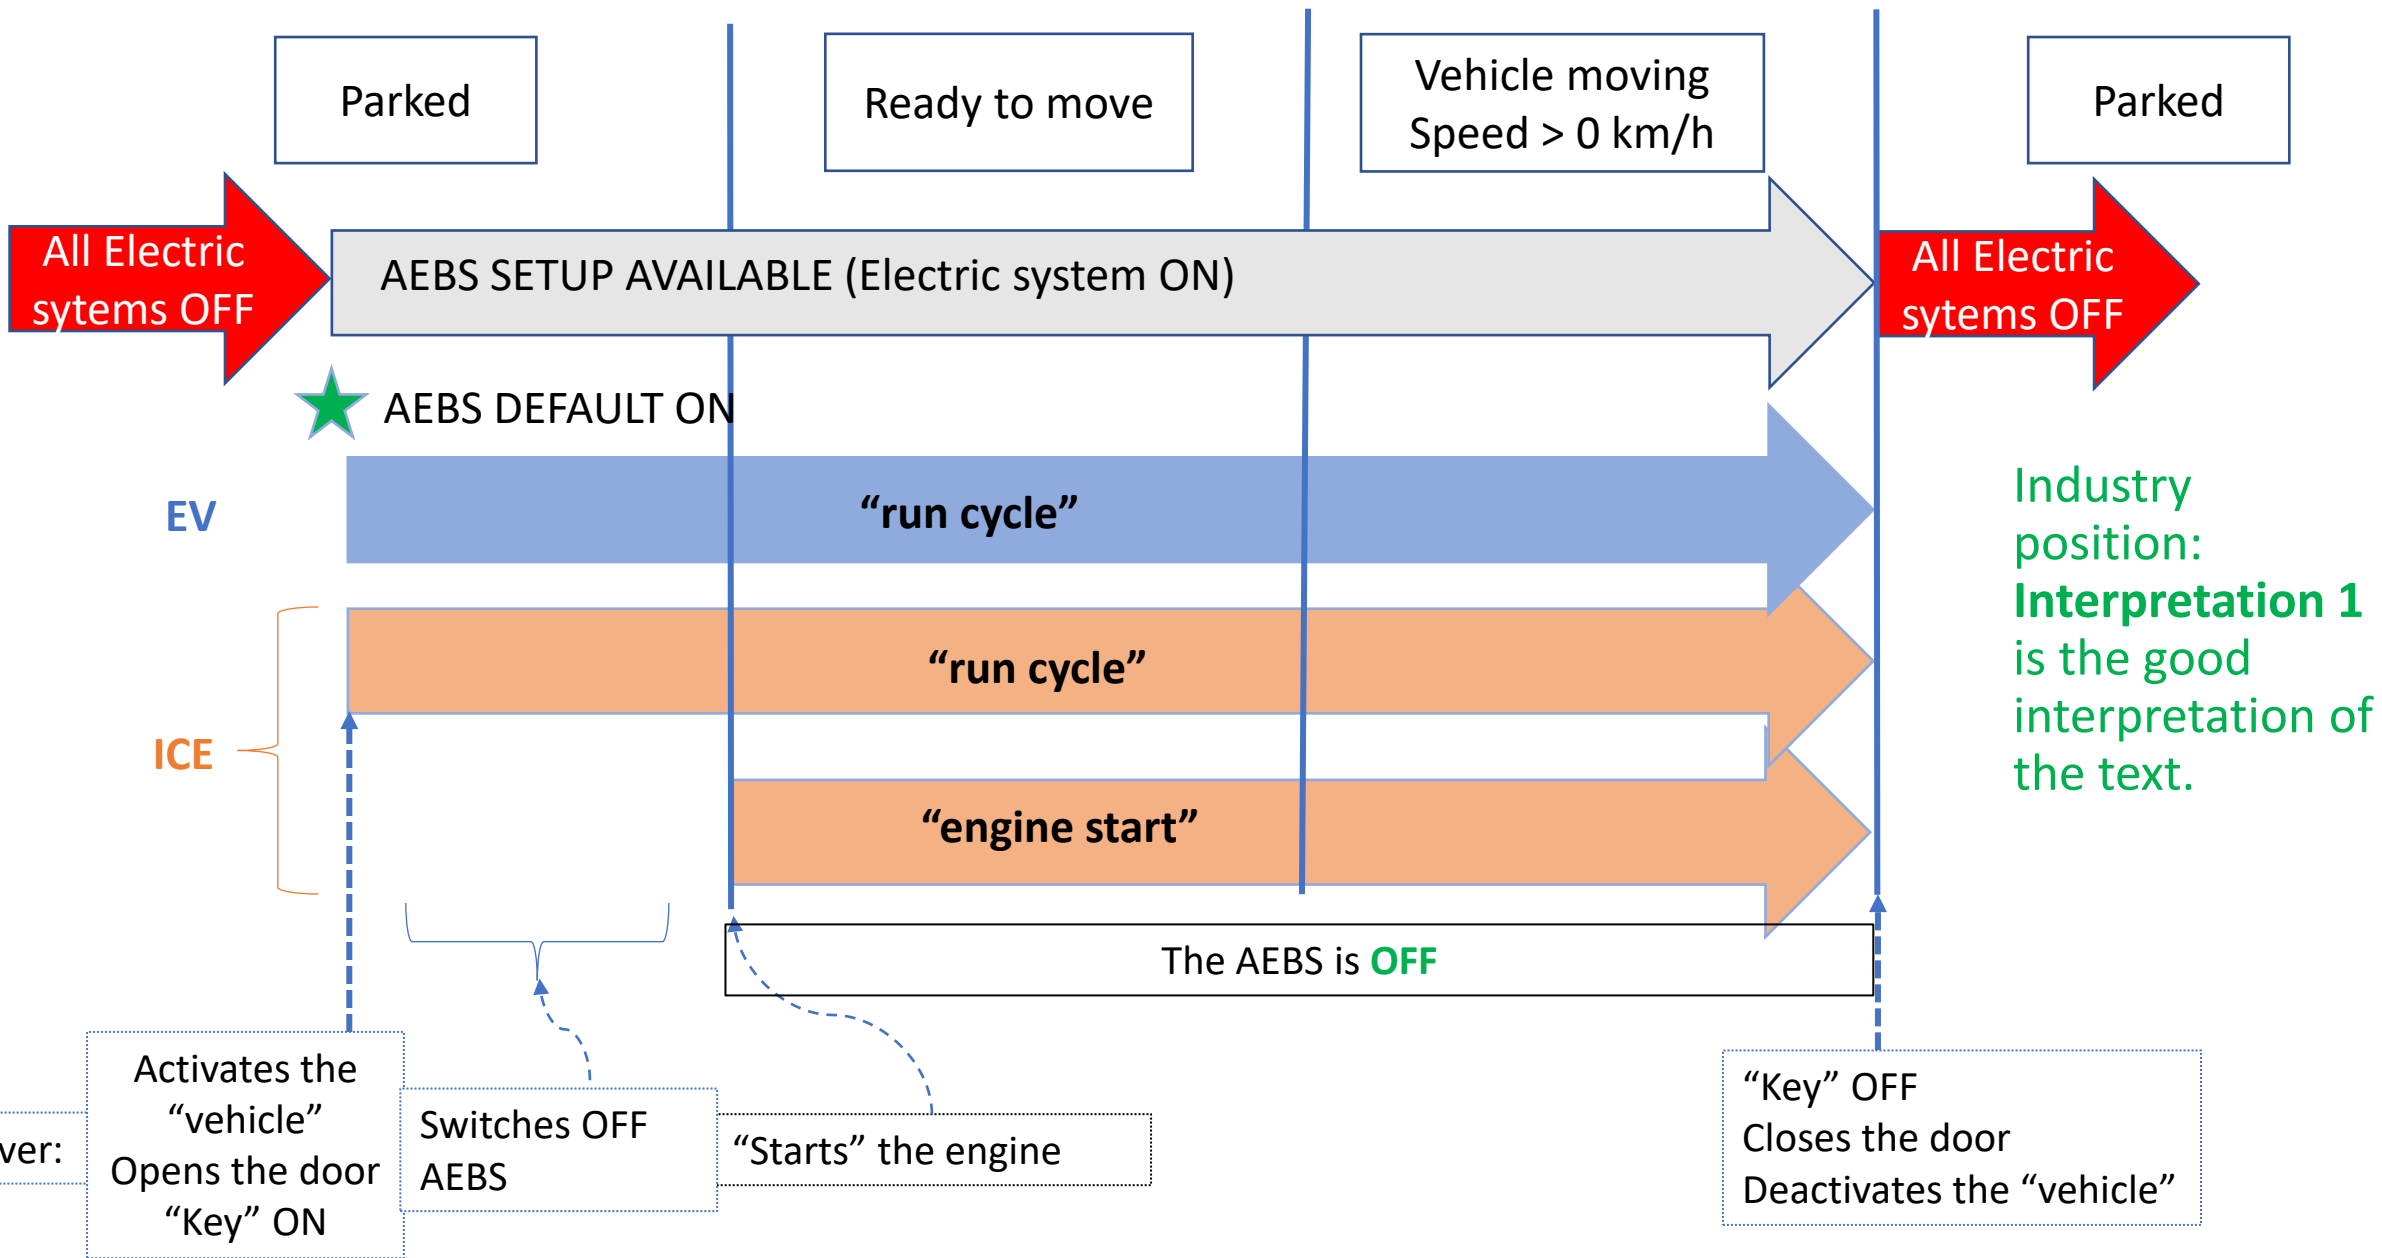 Parked
Ready to move
Vehicle moving
Speed > 0 km/h
Parked
All Electric
sytems OFF
AEBS SETUP AVAILABLE (Electric system ON)
All Electric
sytems OFF
AEBS DEFAULT ON
EV
“run cycle”
Industry
position:
Interpretation 1
is the good
interpretation of
the text.
ICE
“run cycle”
“engine start”
The AEBS is OFF
ver:
Activates the
“vehicle”
Opens the door
“Key” ON
Switches OFF
AEBS
“Starts” the engine
“Key” OFF
Closes the door
Deactivates the “vehicle”